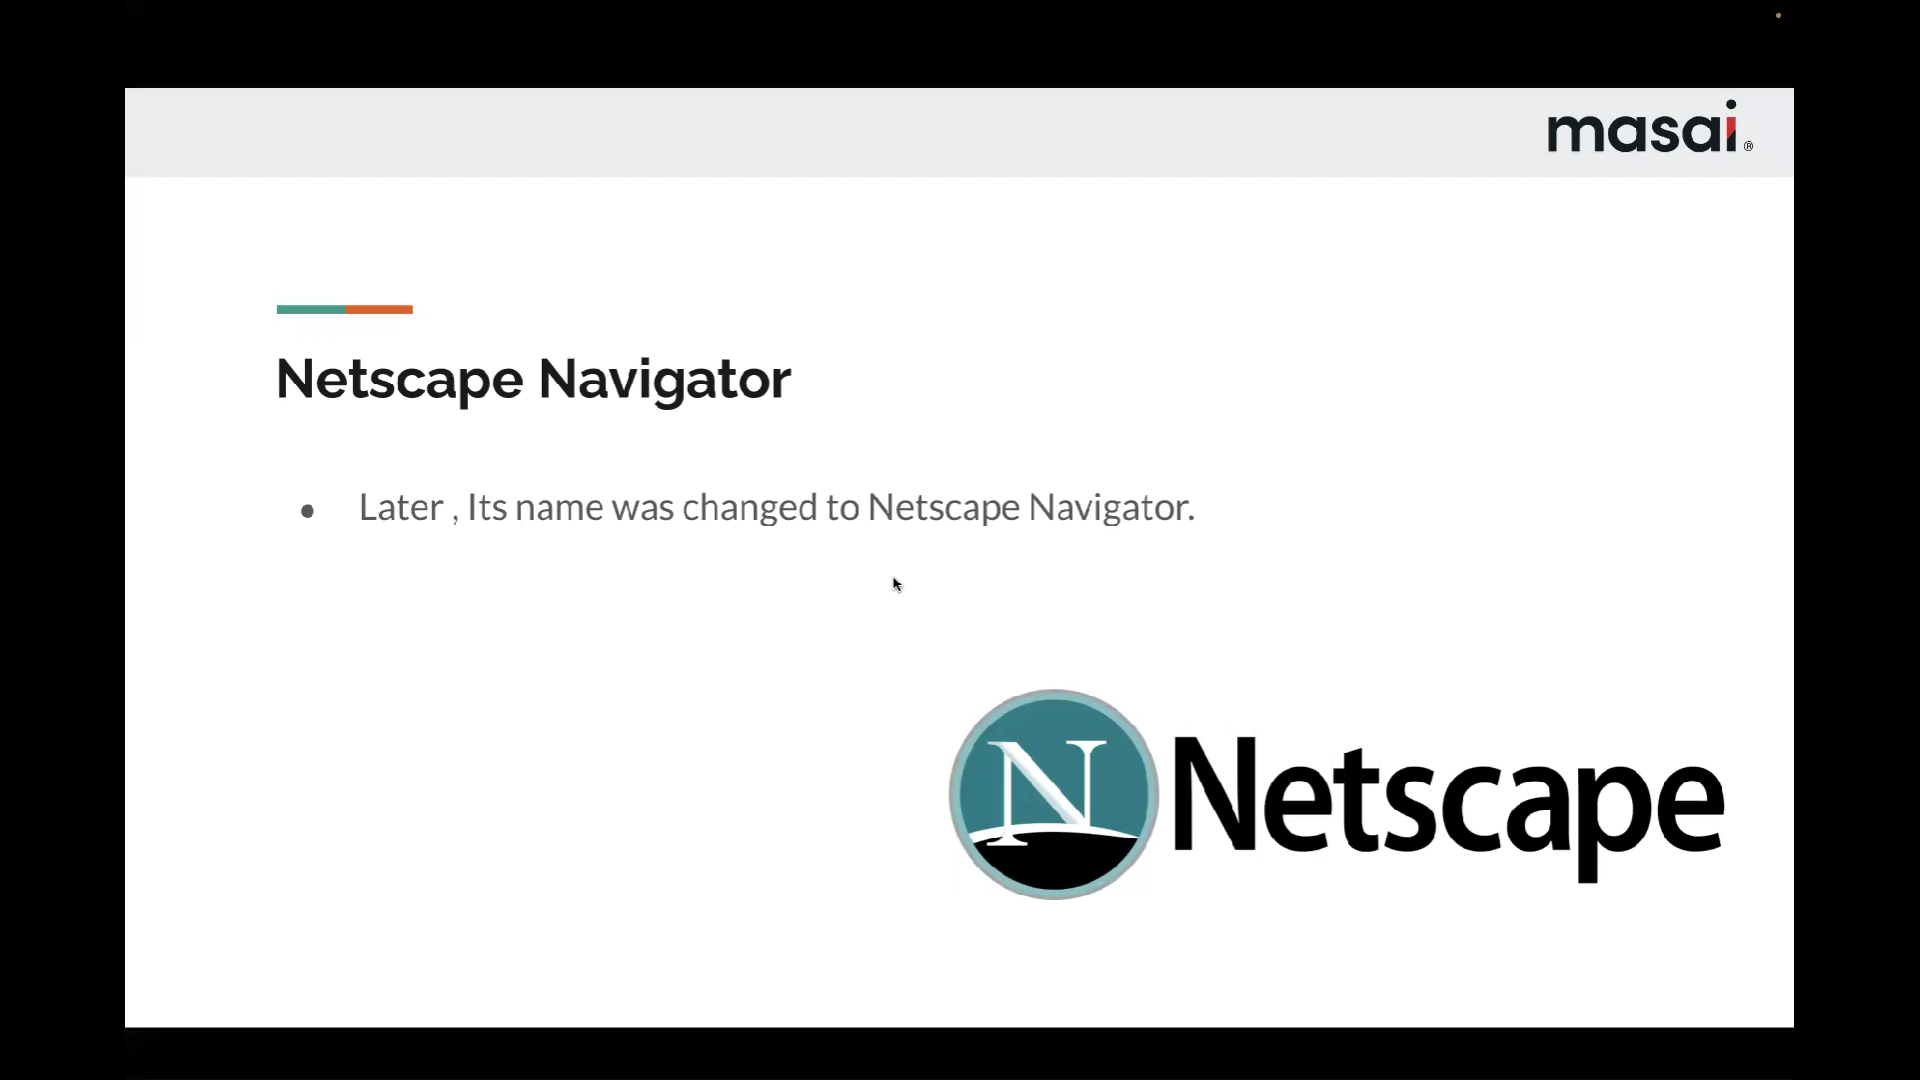 masai®
Netscape Navigator
● Later , Its name was changed to Netscape Navigator.
N Netscape